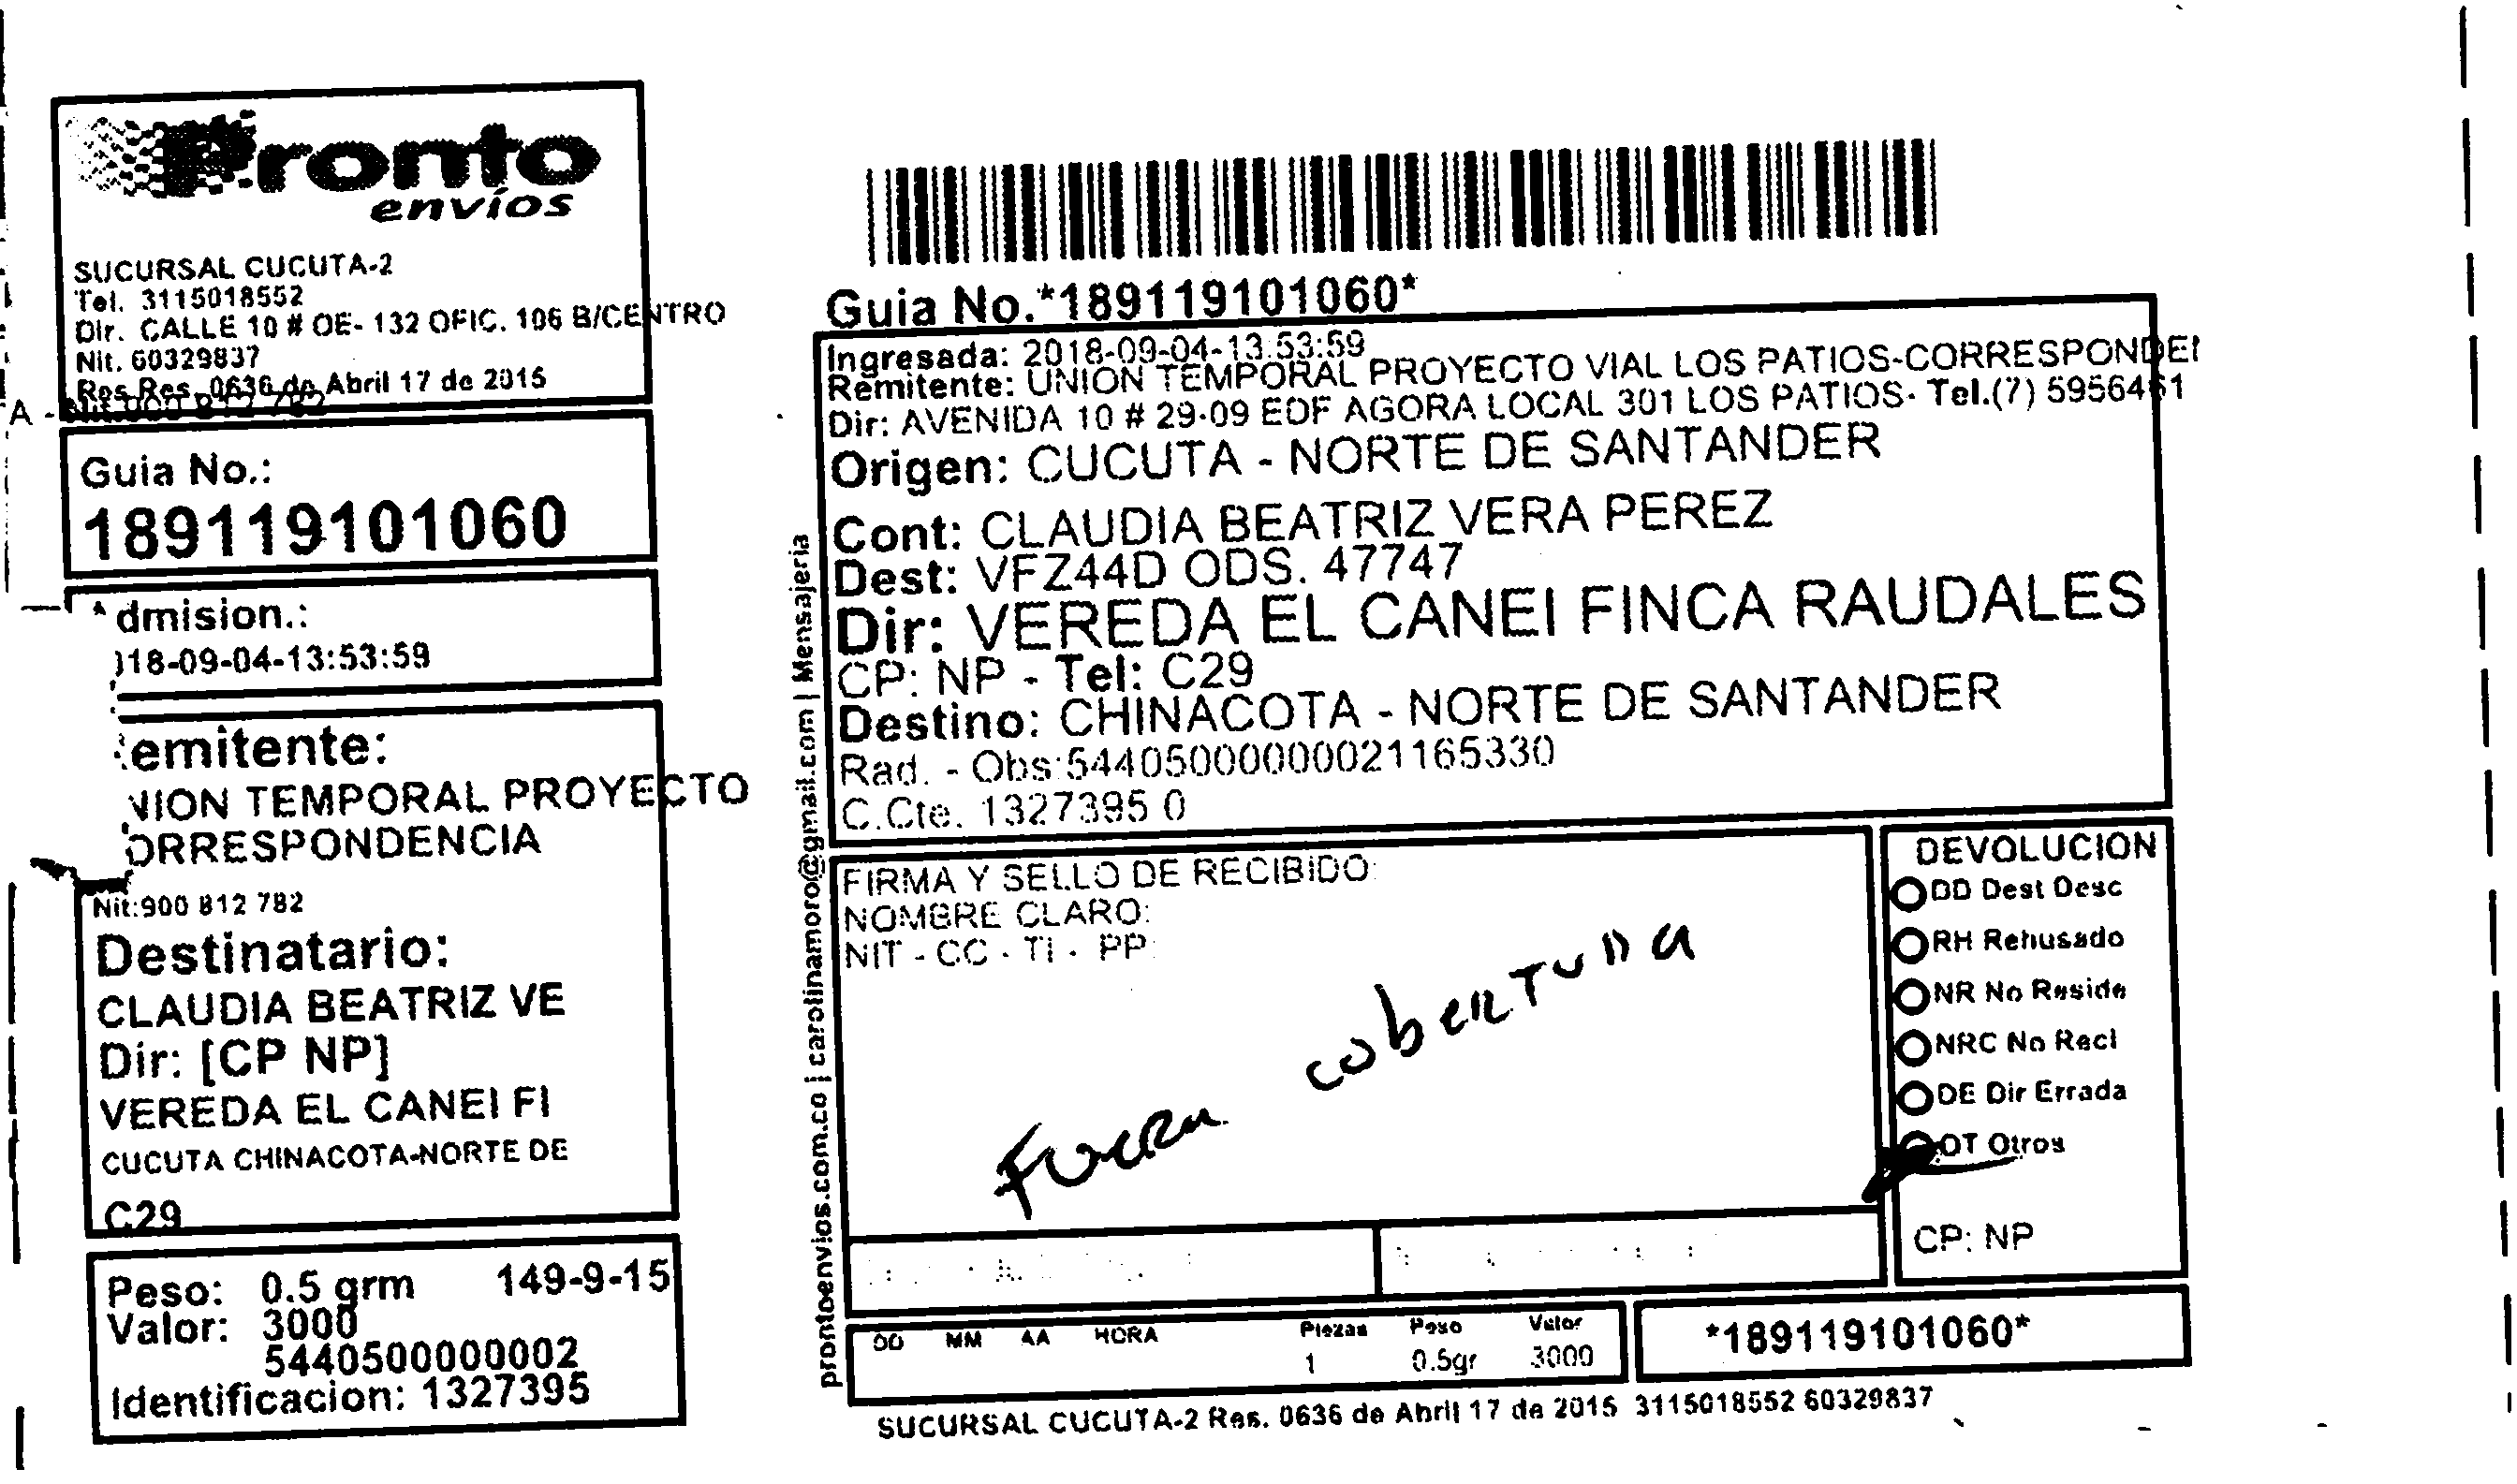 Pronto
envíos
SUCURSAL CUCUTA-2
Tel. 3115018552
Dir. CALLE 10 # OE- 132 OFIC. 106 B/CENTRO
Nit. 60329837
Res Res. 0636 de Abril 17 de 2015
A - Nit:900 812 782
Guia No.:
189119101060
dmision.:
018-09-04-13:53:59
emitente:
NION TEMPORAL PROYECTO
ORRESPONDENCIA
Nit:900 812 782
Destinatario:
CLAUDIA BEATRIZ VE
Dir: [CP NP]
VEREDA EL CANEI FI
CUCUTA CHINACOTA-NORTE DE
C29
Peso: 0.5 grm 149-9-15
Valor: 3000
5440500000002
Identificacion: 1327395
prontoenvios.com.co | carolinamoro@gmail.com | Mensajeria
Guia No.*189119101060*
Ingresada: 2018-09-04-13:53:59
Remitente: UNION TEMPORAL PROYECTO VIAL LOS PATIOS-CORRESPONDEI
Dir: AVENIDA 10 # 29-09 EDF AGORA LOCAL 301 LOS PATIOS- Tel.(7) 5956461
Origen: CUCUTA - NORTE DE SANTANDER
Cont: CLAUDIA BEATRIZ VERA PEREZ
Dest: VFZ44D ODS. 47747
Dir: VEREDA EL CANEI FINCA RAUDALES
CP: NP - Tel: C29
Destino: CHINACOTA - NORTE DE SANTANDER
Rad. - Obs:54405000000021165330
C.Cte. 1327395 0
FIRMA Y SELLO DE RECIBIDO:
NOMBRE CLARO:
NIT - CC - TI - PP:
Fuera cobertura
DEVOLUCION
DD Dest Desc
RH Rehusado
NR No Reside
NRC No Recl
DE Dir Errada
OT Otros
CP: NP
DD MM AA HORA Piezas Peso Valor
1 0.5gr 3000
*189119101060*
SUCURSAL CUCUTA-2 Res. 0636 de Abril 17 de 2015 3115018552 60329837